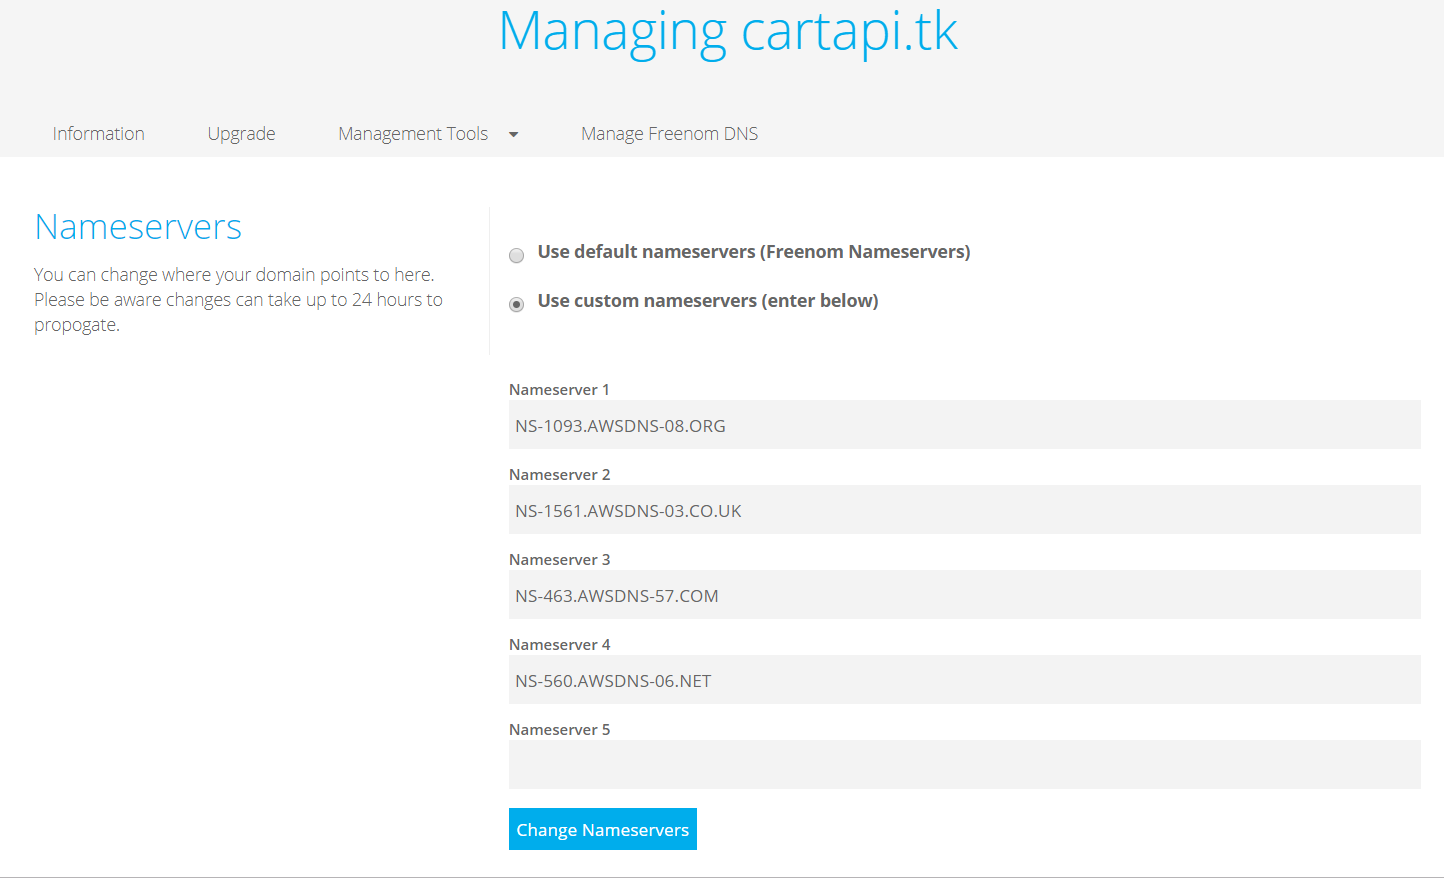 Managing cartapi.tk
Information Upgrade Management Tools Manage Freenom DNS
Nameservers
You can change where your domain points to here.
Please be aware changes can take up to 24 hours to
propogate.
Use default nameservers (Freenom Nameservers)
Use custom nameservers (enter below)
Nameserver 1
NS-1093.AWSDNS-08.ORG
Nameserver 2
NS-1561.AWSDNS-03.CO.UK
Nameserver 3
NS-463.AWSDNS-57.COM
Nameserver 4
NS-560.AWSDNS-06.NET
Nameserver 5
Change Nameservers